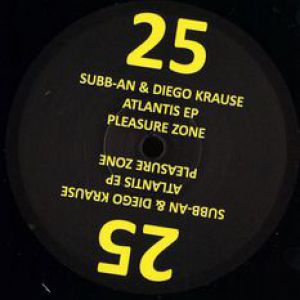 25
SUBB-AN & DIEGO KRAUSE
ATLANTIS EP
PLEASURE ZONE
25
SUBB-AN & DIEGO KRAUSE
ATLANTIS EP
PLEASURE ZONE